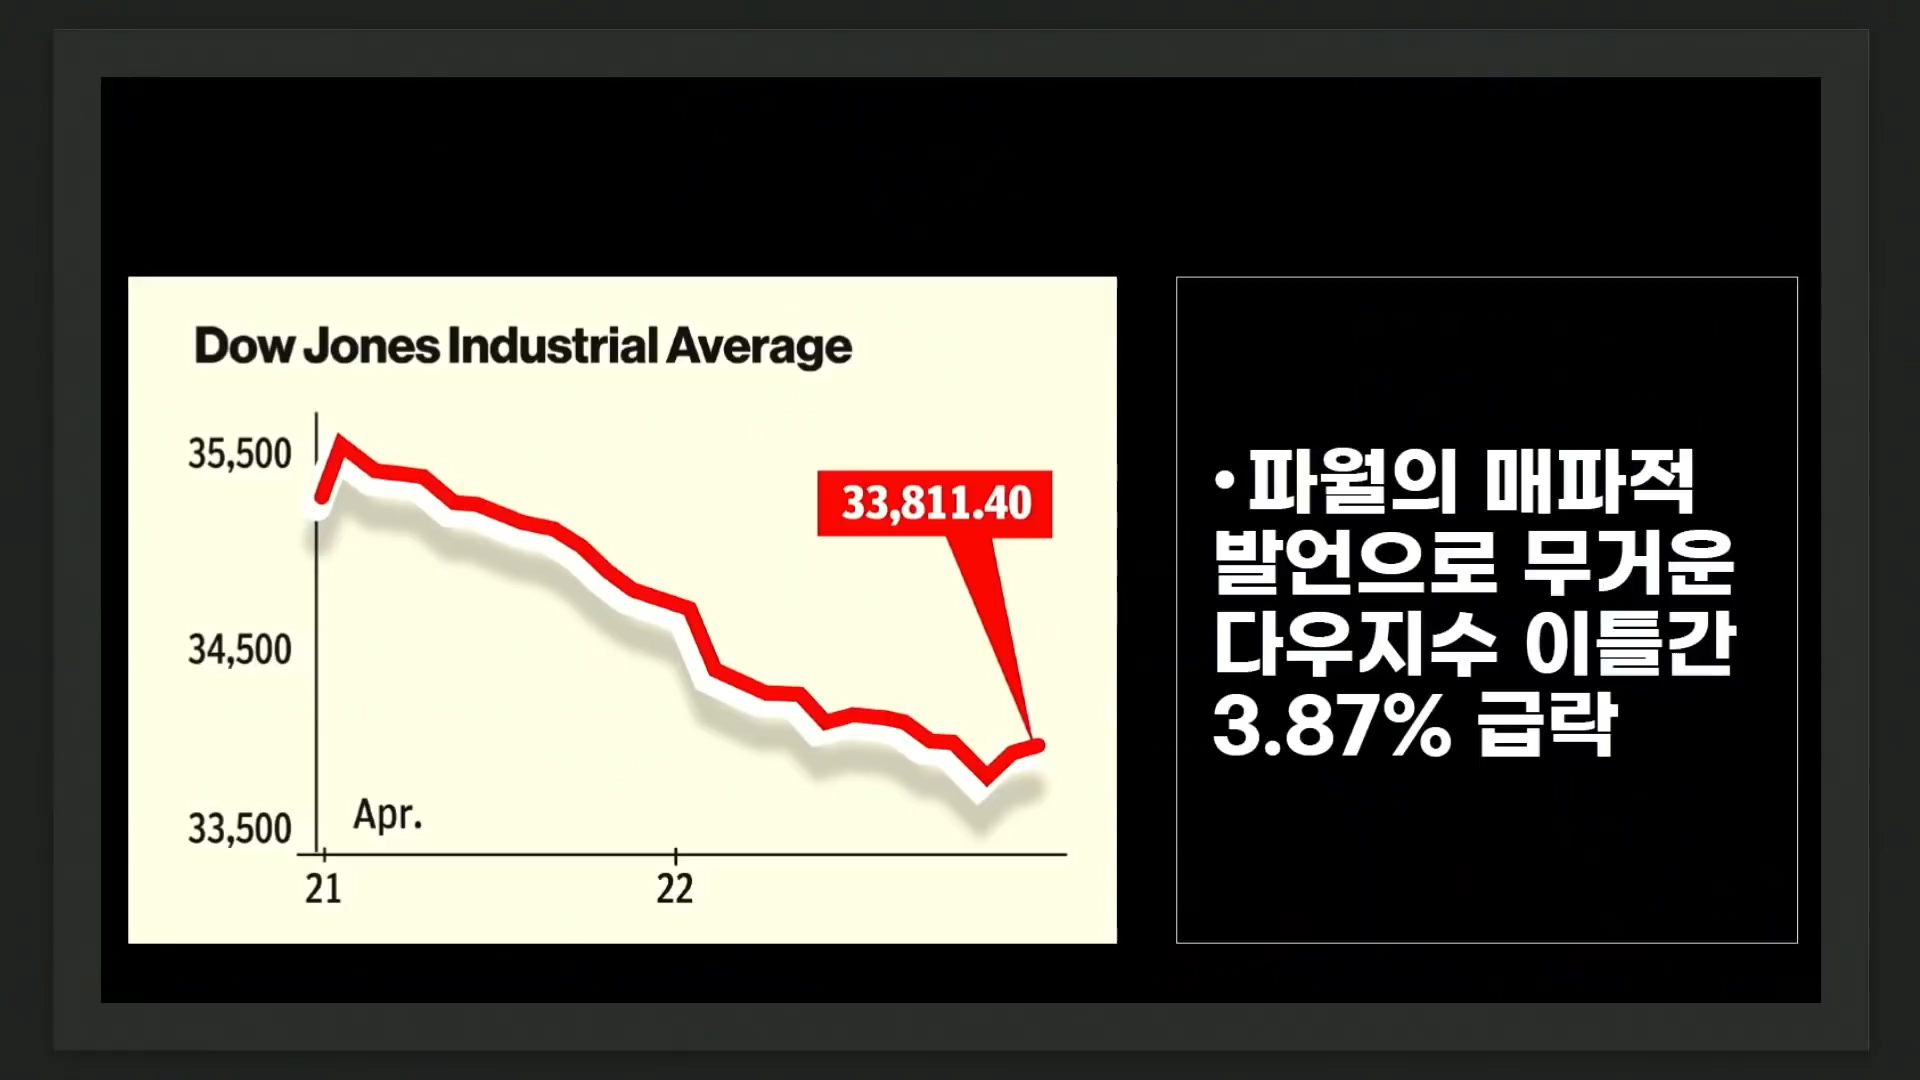 Dow Jones Industrial Average
35,500
34,500
33,500
33,811.40
Apr.
21
22
•파월의 매파적
발언으로 무거운
다우지수 이틀간
3.87% 급락